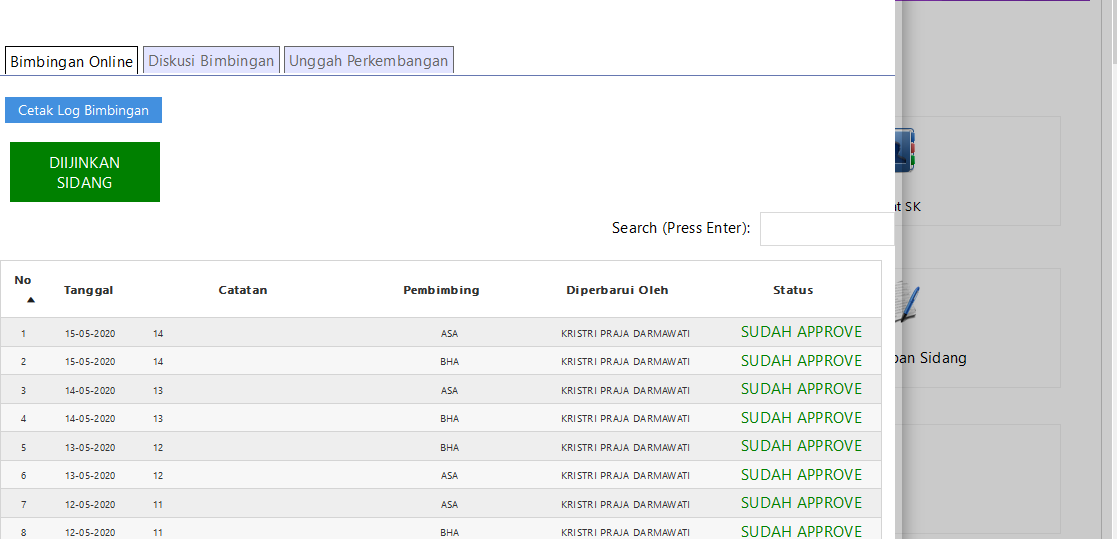 Bimbingan Online Diskusi Bimbingan Unggah Perkembangan
Cetak Log Bimbingan
DIIJINKAN
SIDANG
SK
Search (Press Enter):
No Tanggal Catatan Pembimbing Diperbarui Oleh Status
1 15-05-2020 14 ASA KRISTRI PRAJA DARMAWATI SUDAH APPROVE
2 15-05-2020 14 BHA KRISTRI PRAJA DARMAWATI SUDAH APPROVE
Sidang
3 14-05-2020 13 ASA KRISTRI PRAJA DARMAWATI SUDAH APPROVE
4 14-05-2020 13 BHA KRISTRI PRAJA DARMAWATI SUDAH APPROVE
5 13-05-2020 12 BHA KRISTRI PRAJA DARMAWATI SUDAH APPROVE
6 13-05-2020 12 ASA KRISTRI PRAJA DARMAWATI SUDAH APPROVE
7 12-05-2020 11 ASA KRISTRI PRAJA DARMAWATI SUDAH APPROVE
8 12-05-2020 11 BHA KRISTRI PRAJA DARMAWATI SUDAH APPROVE